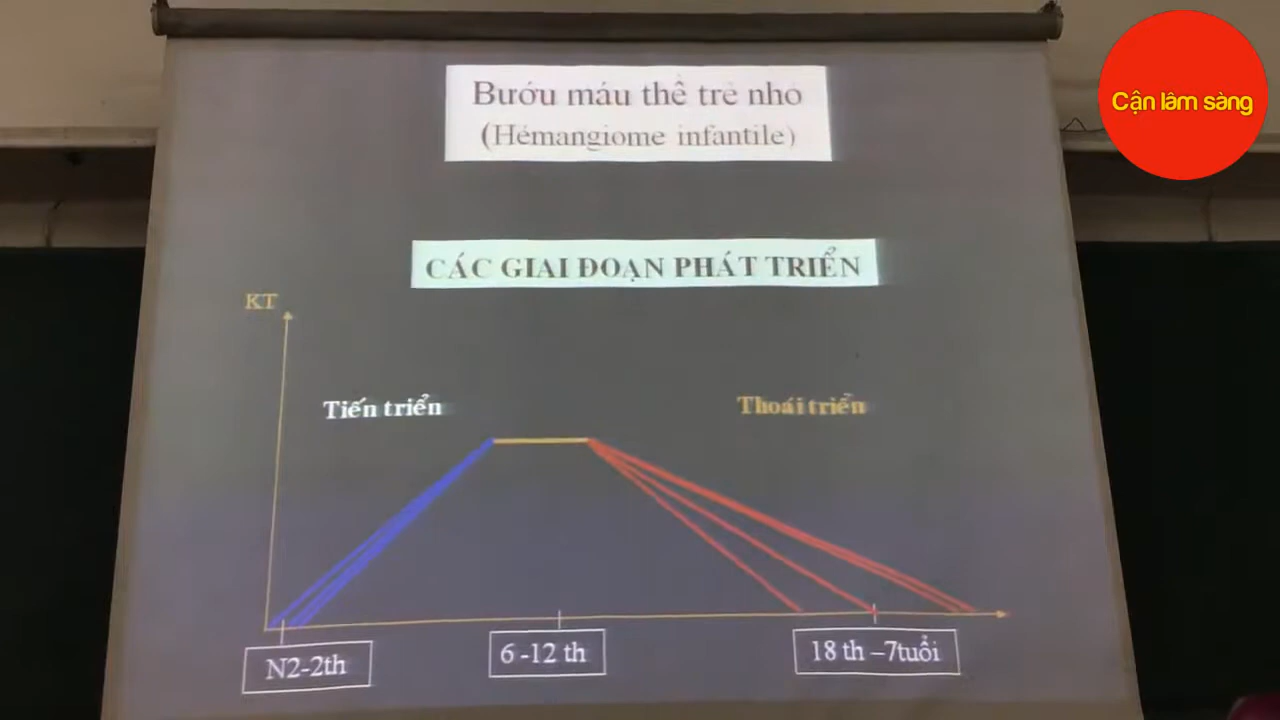 Cận lâm sàng
Bướu máu thể trẻ nhỏ
(Hémangiome infantile)
CÁC GIAI ĐOẠN PHÁT TRIỂN
KT
Tiến triển
Thoái triển
N2-2th
6 -12 th
18 th –7tuổi